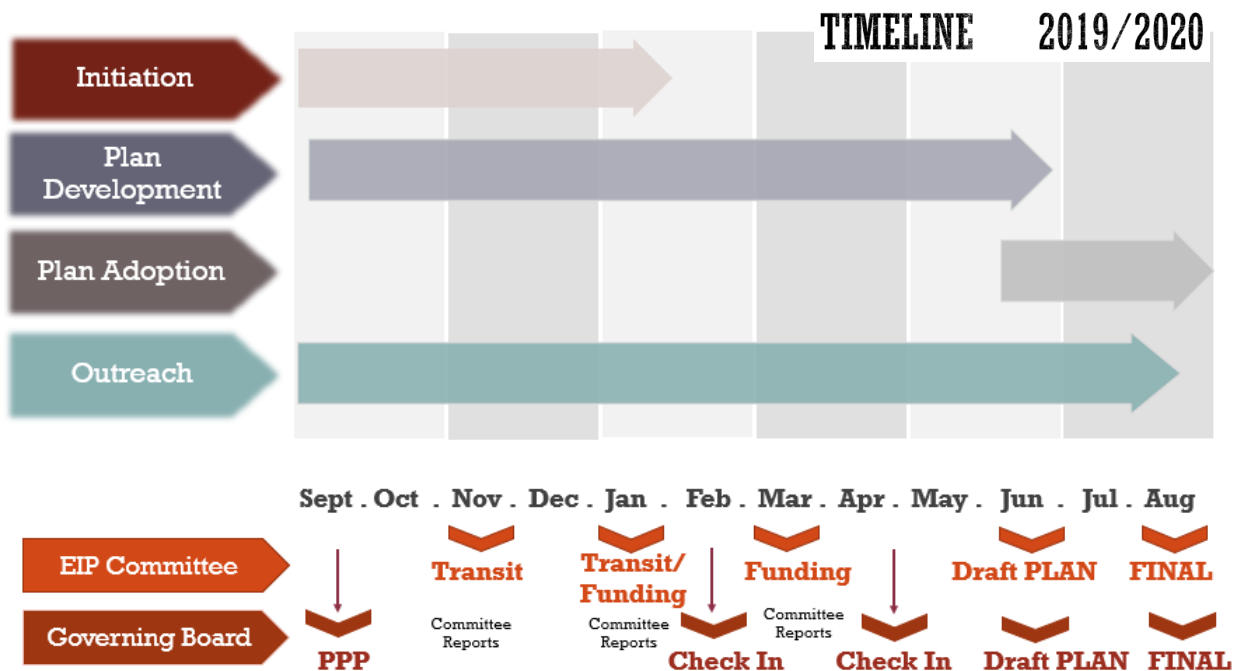 TIMELINE 2019/2020
Initiation
Plan
Development
Plan Adoption
Outreach
Sept . Oct . Nov . Dec . Jan . Feb . Mar . Apr . May . Jun . Jul . Aug
EIP Committee
Transit
Transit/
Funding
Funding
Draft PLAN
FINAL
Governing Board
PPP
Committee
Reports
Committee
Reports
Check In
Committee
Reports
Check In
Draft PLAN
FINAL